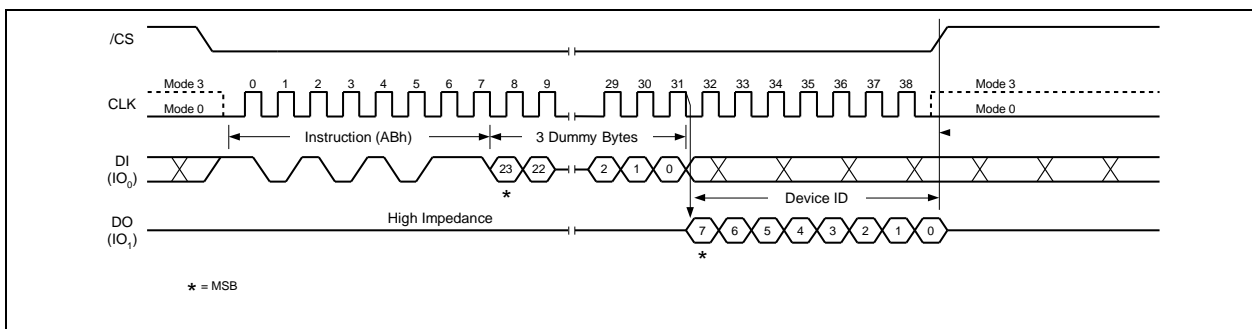 /CS
Mode 3 0 1 2 3 4 5 6 7 8 9 29 30 31 32 33 34 35 36 37 38 Mode 3
CLK
Mode 0 Mode 0
Instruction (ABh) 3 Dummy Bytes
DI
(IO0) 23 22 2 1 0
*
Device ID
High Impedance
DO
(IO1) 7 6 5 4 3 2 1 0
*
* = MSB